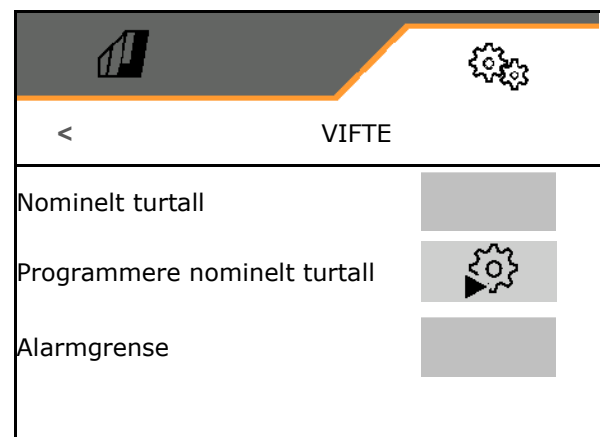 < VIFTE
Nominelt turtall
Programmere nominelt turtall
Alarmgrense